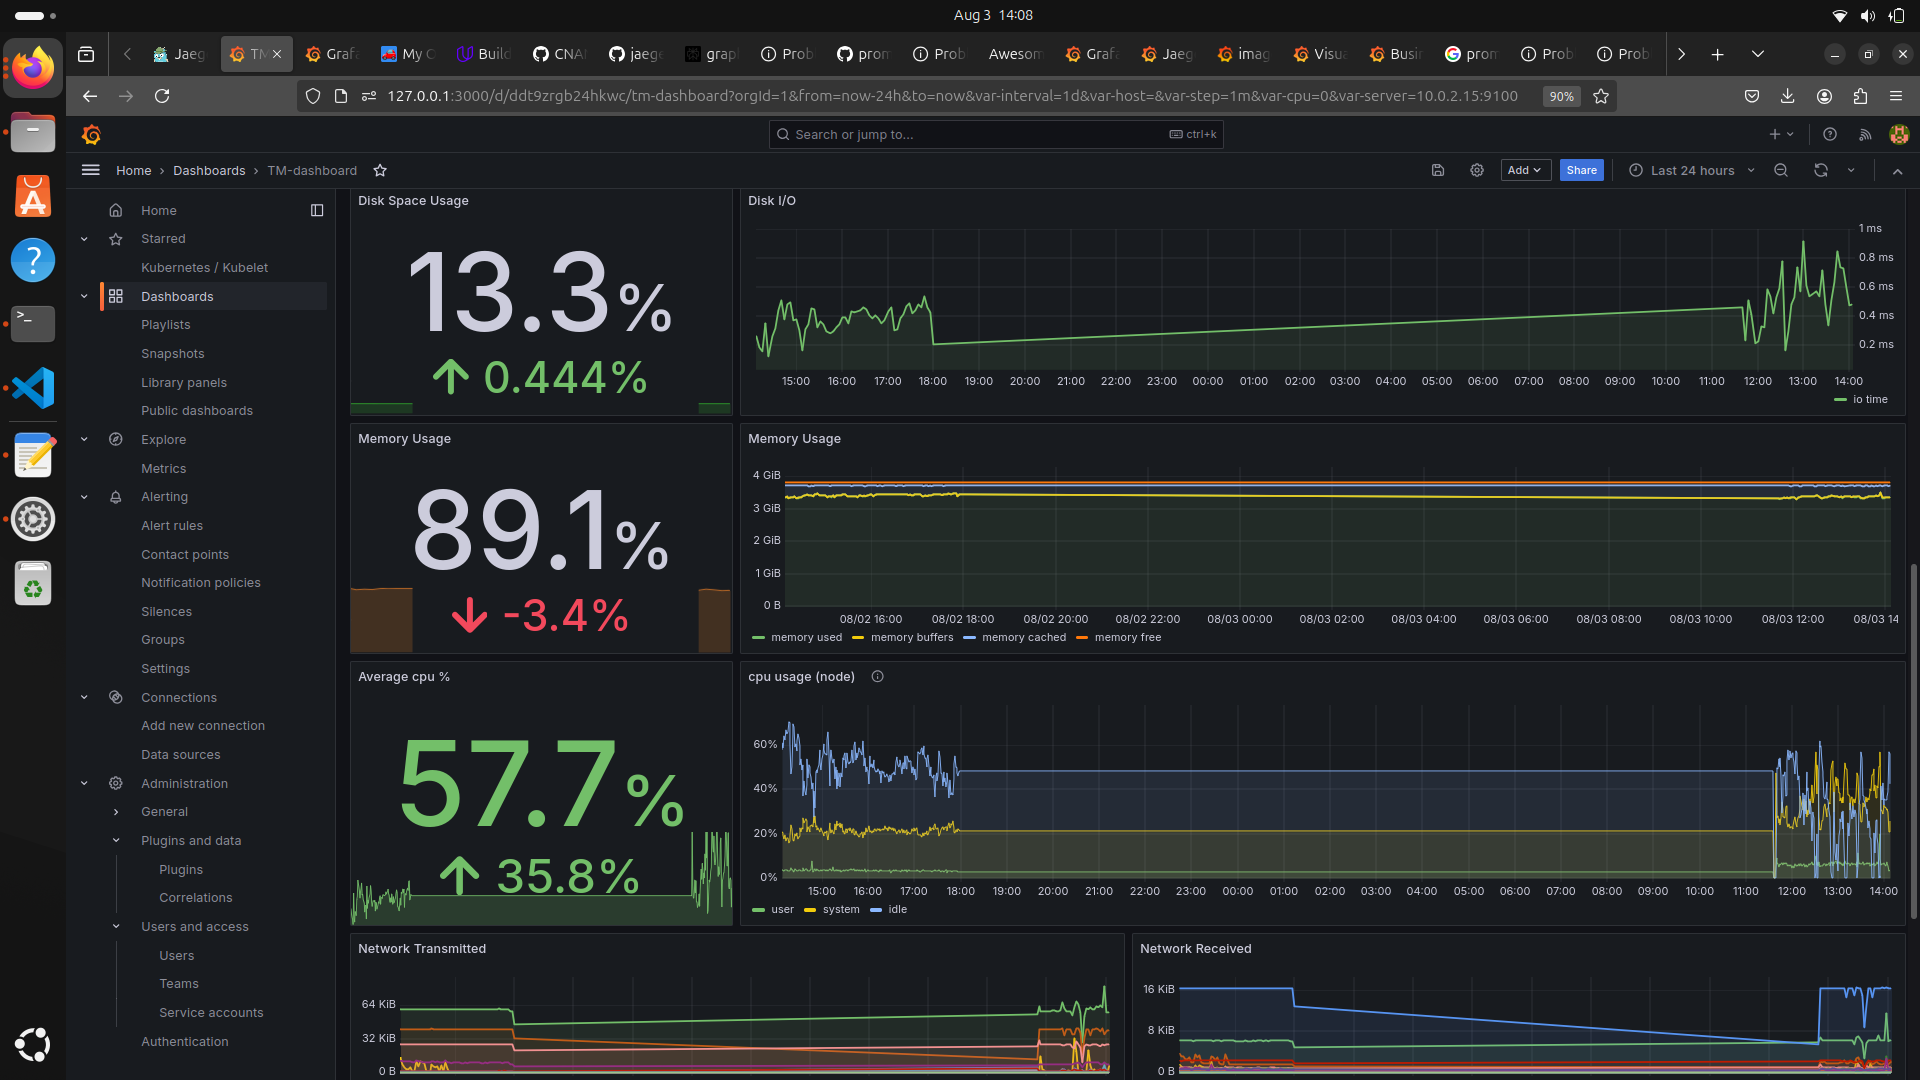 Aug 3 14:08
Jaeg
TM
Grafa
My C
Build
CNA
jaege
grap
Prob
prom
Prob
Awesom
Grafa
Jaeg
imag
Visua
Busin
prom
Prob
Prob
127.0.0.1:3000/d/ddt9zrgb24hkwc/tm-dashboard?orgId=1&from=now-24h&to=now&var-interval=1d&var-host=&var-step=1m&var-cpu=0&var-server=10.0.2.15:9100
90%
Search or jump to...
ctrl+k
Home › Dashboards › TM-dashboard
Add
Share
Last 24 hours
Home
Starred
Kubernetes / Kubelet
Dashboards
Playlists
Snapshots
Library panels
Public dashboards
Explore
Metrics
Alerting
Alert rules
Contact points
Notification policies
Silences
Groups
Settings
Connections
Add new connection
Data sources
Administration
General
Plugins and data
Plugins
Correlations
Users and access
Users
Teams
Service accounts
Authentication
Disk Space Usage
13.3%
0.444%
Disk I/O
1 ms
0.8 ms
0.6 ms
0.4 ms
0.2 ms
15:00 16:00 17:00 18:00 19:00 20:00 21:00 22:00 23:00 00:00 01:00 02:00 03:00 04:00 05:00 06:00 07:00 08:00 09:00 10:00 11:00 12:00 13:00 14:00
io time
Memory Usage
89.1%
-3.4%
Memory Usage
4 GiB
3 GiB
2 GiB
1 GiB
0 B
08/02 16:00 08/02 18:00 08/02 20:00 08/02 22:00 08/03 00:00 08/03 02:00 08/03 04:00 08/03 06:00 08/03 08:00 08/03 10:00 08/03 12:00 08/03 14
memory used memory buffers memory cached memory free
Average cpu %
57.7%
35.8%
cpu usage (node)
60%
40%
20%
0%
15:00 16:00 17:00 18:00 19:00 20:00 21:00 22:00 23:00 00:00 01:00 02:00 03:00 04:00 05:00 06:00 07:00 08:00 09:00 10:00 11:00 12:00 13:00 14:00
user system idle
Network Transmitted
64 KiB
32 KiB
0 B
Network Received
16 KiB
8 KiB
0 B